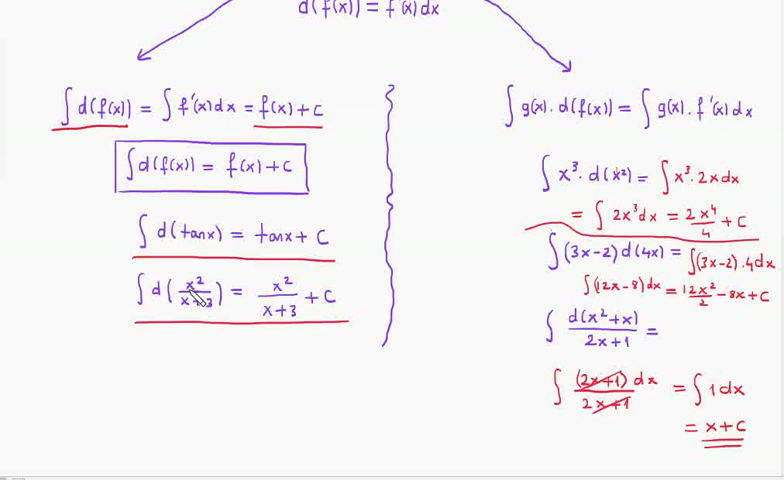 d(f(x)) = f'(x)dx
∫d(f(x)) = ∫f'(x)dx = f(x)+c
∫d(f(x)) = f(x)+c
∫d(tanx) = tanx + c
∫d(x²/x+3) = x²/x+3 + c
∫g(x).d(f(x)) = ∫g(x).f'(x)dx
∫x³.d(x²) = ∫x³.2xdx
= ∫2x³dx = 2x⁴/4 + c
∫(3x-2)d(4x) = ∫(3x-2).4dx
∫(12x-8)dx = 12x²/2 - 8x+c
∫d(x²+x)/2x+1 =
∫(2x+1)dx/2x+1 = ∫1dx
= x+c